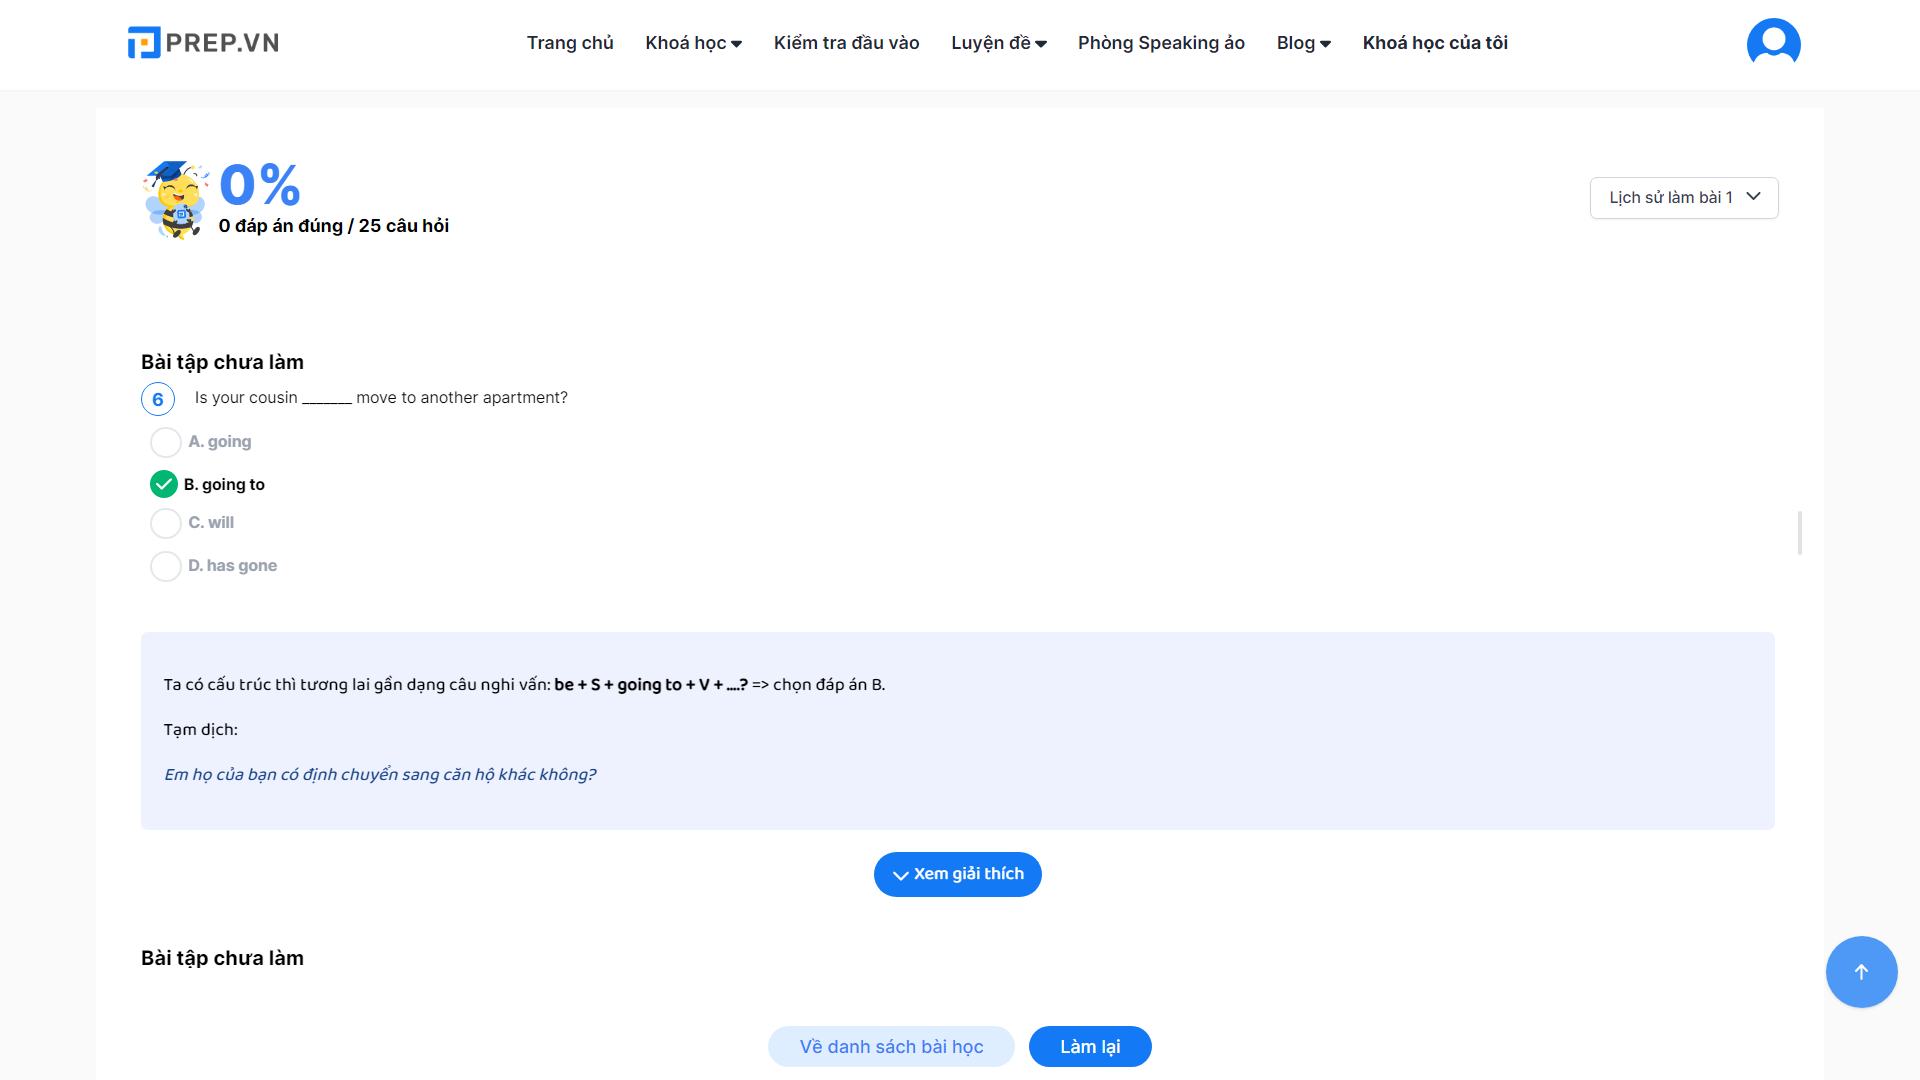 PREP.VN
Trang chủ Khoá học Kiểm tra đầu vào Luyện đề Phòng Speaking ảo Blog Khoá học của tôi
0%
0 đáp án đúng / 25 câu hỏi
Lịch sử làm bài 1
Bài tập chưa làm
6 Is your cousin _______ move to another apartment?
A. going
B. going to
C. will
D. has gone
Ta có cấu trúc thì tương lai gần dạng câu nghi vấn: be + S + going to + V + ....? => chọn đáp án B.
Tạm dịch:
Em họ của bạn có định chuyển sang căn hộ khác không?
Xem giải thích
Bài tập chưa làm
Về danh sách bài học Làm lại